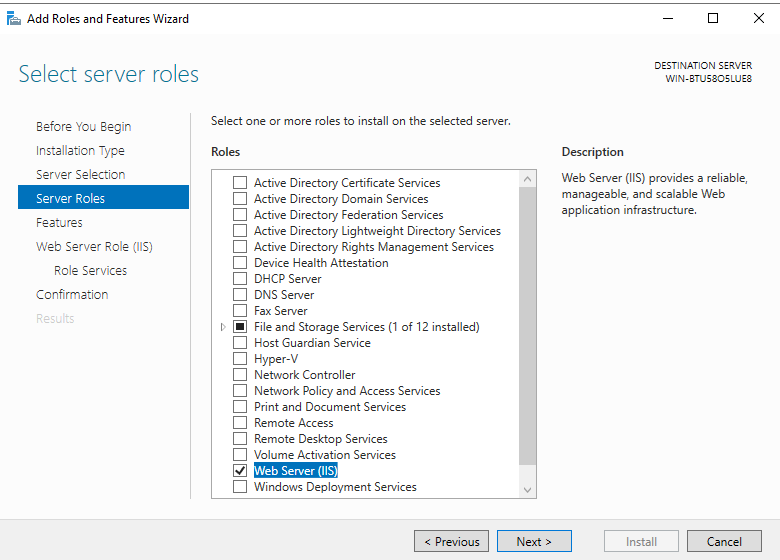 Add Roles and Features Wizard
Select server roles
DESTINATION SERVER
WIN-BTU58O5LUE8
Before You Begin
Installation Type
Server Selection
Server Roles
Features
Web Server Role (IIS)
Role Services
Confirmation
Results
Select one or more roles to install on the selected server.
Roles
Active Directory Certificate Services
Active Directory Domain Services
Active Directory Federation Services
Active Directory Lightweight Directory Services
Active Directory Rights Management Services
Device Health Attestation
DHCP Server
DNS Server
Fax Server
File and Storage Services (1 of 12 installed)
Host Guardian Service
Hyper-V
Network Controller
Network Policy and Access Services
Print and Document Services
Remote Access
Remote Desktop Services
Volume Activation Services
Web Server (IIS)
Windows Deployment Services
Description
Web Server (IIS) provides a reliable,
manageable, and scalable Web
application infrastructure.
< Previous
Next >
Install
Cancel